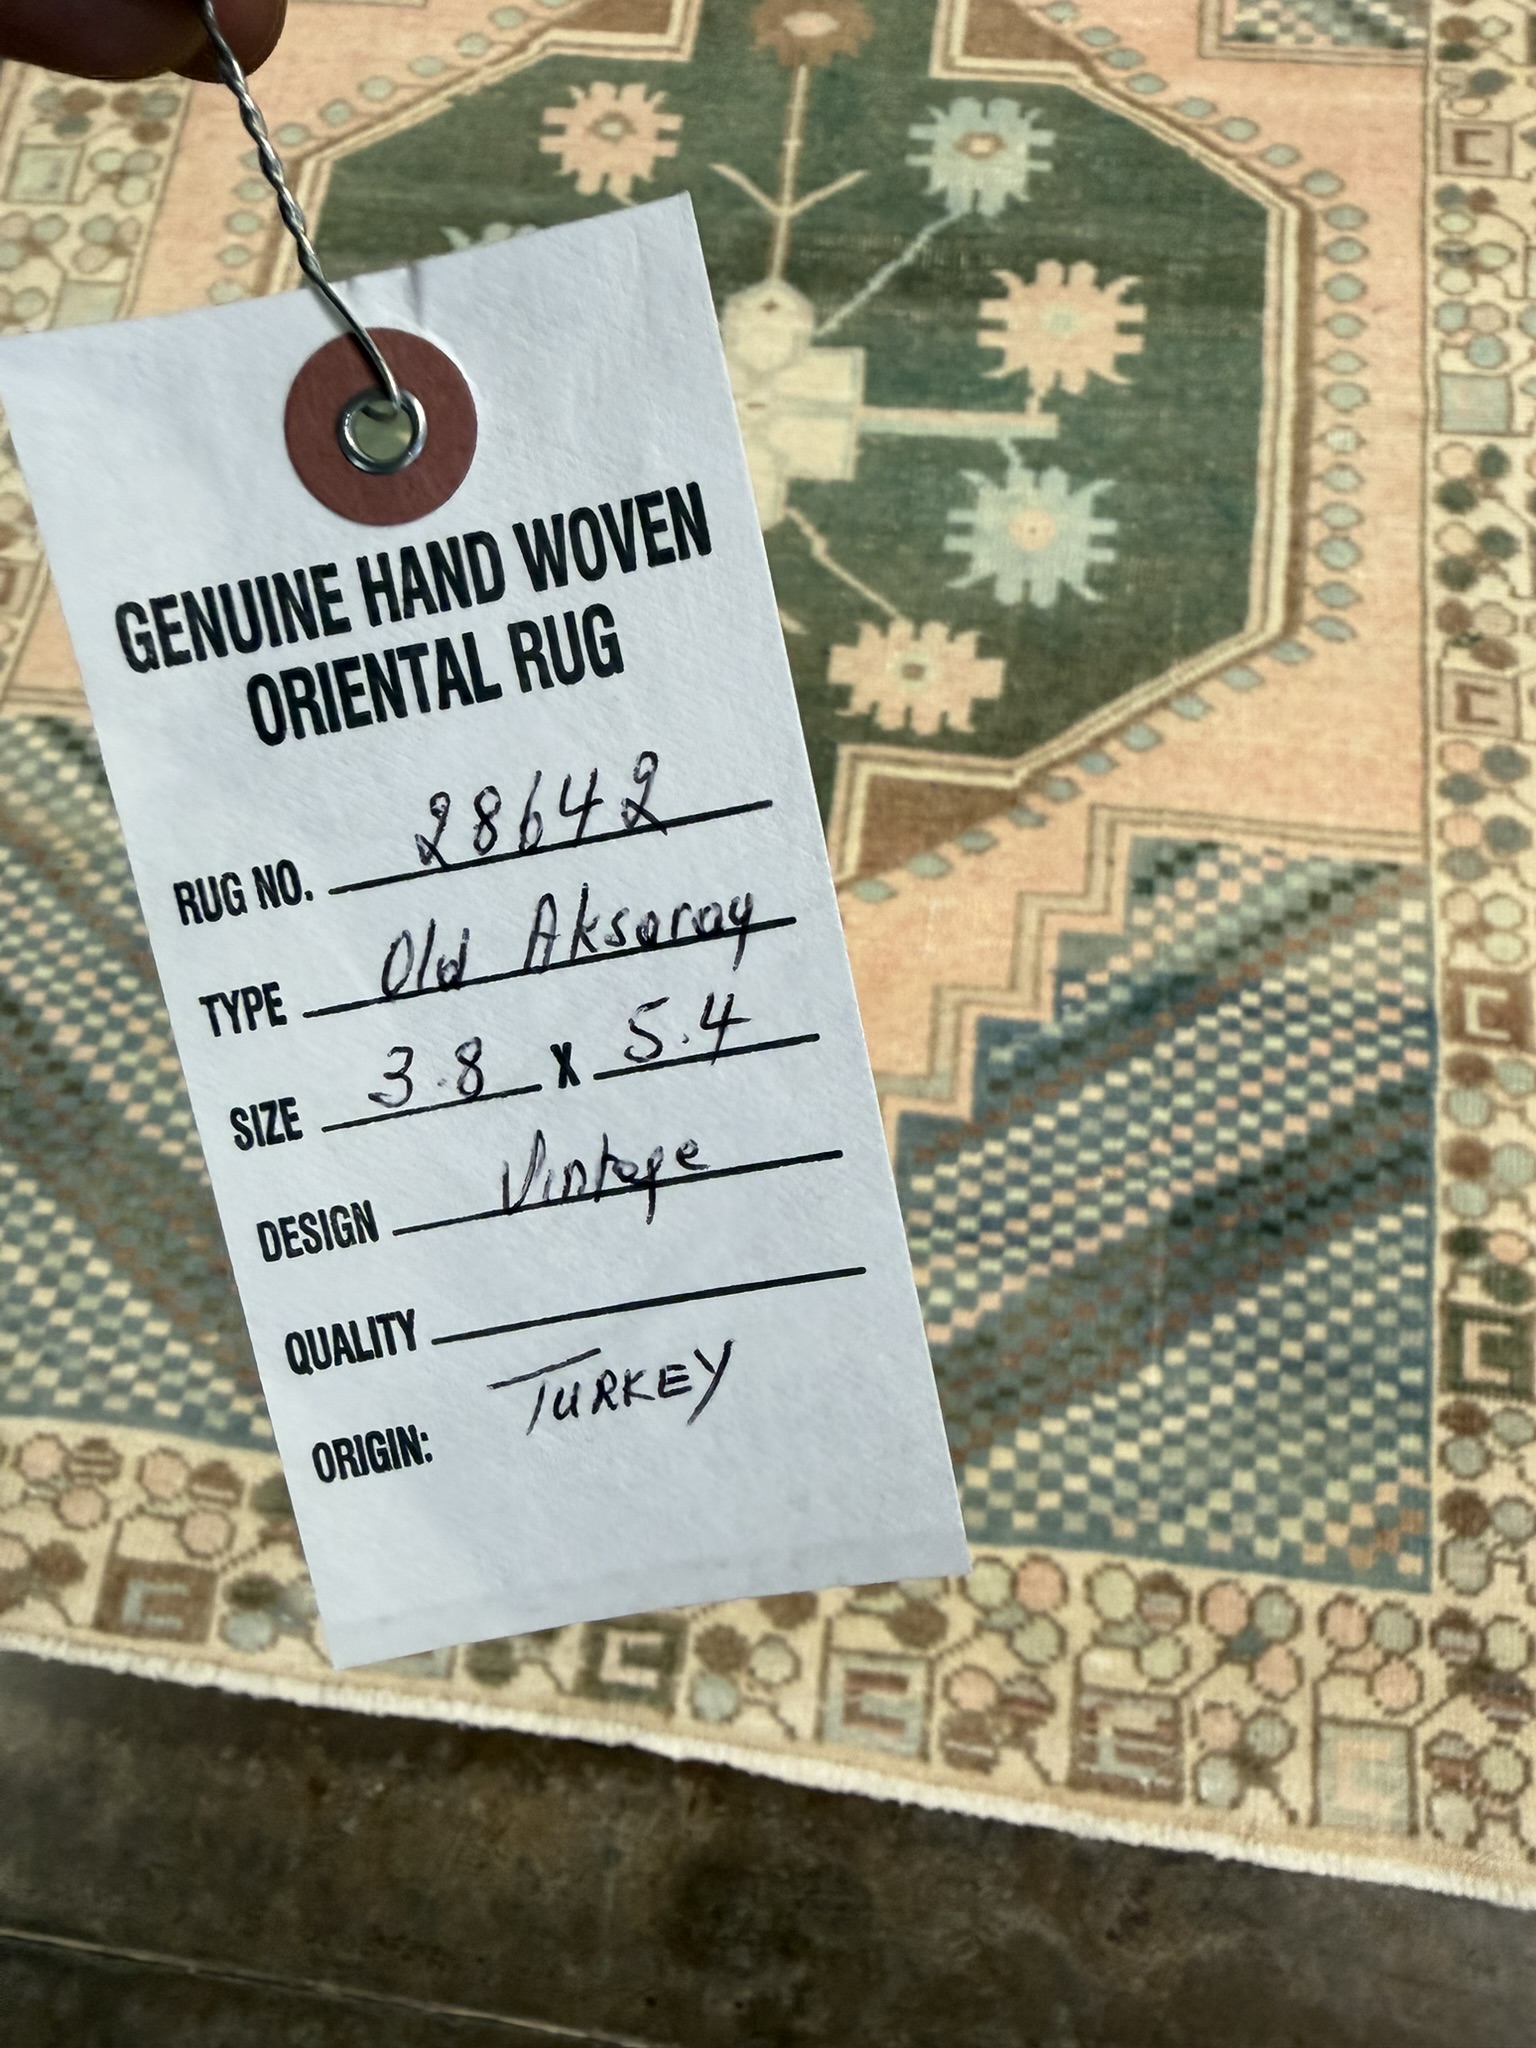 GENUINE HAND WOVEN
ORIENTAL RUG
RUG NO. 28642
TYPE Old Aksaray
SIZE 3.8 X 5.4
DESIGN Vintage
QUALITY
ORIGIN: TURKEY